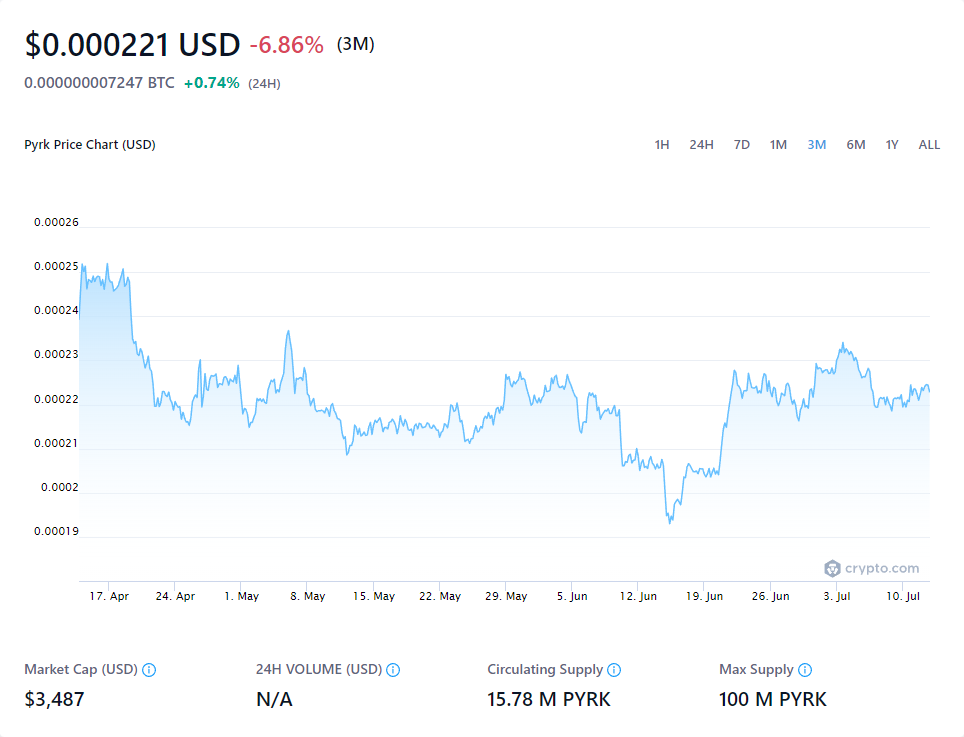 $0.000221 USD -6.86% (3M)
0.000000007247 BTC +0.74% (24H)
Pyrk Price Chart (USD) 1H 24H 7D 1M 3M 6M 1Y ALL
0.00026
0.00025
0.00024
0.00023
0.00022
0.00021
0.0002
0.00019
crypto.com
17. Apr 24. Apr 1. May 8. May 15. May 22. May 29. May 5. Jun 12. Jun 19. Jun 26. Jun 3. Jul 10. Jul
Market Cap (USD) 24H VOLUME (USD) Circulating Supply Max Supply
$3,487 N/A 15.78 M PYRK 100 M PYRK